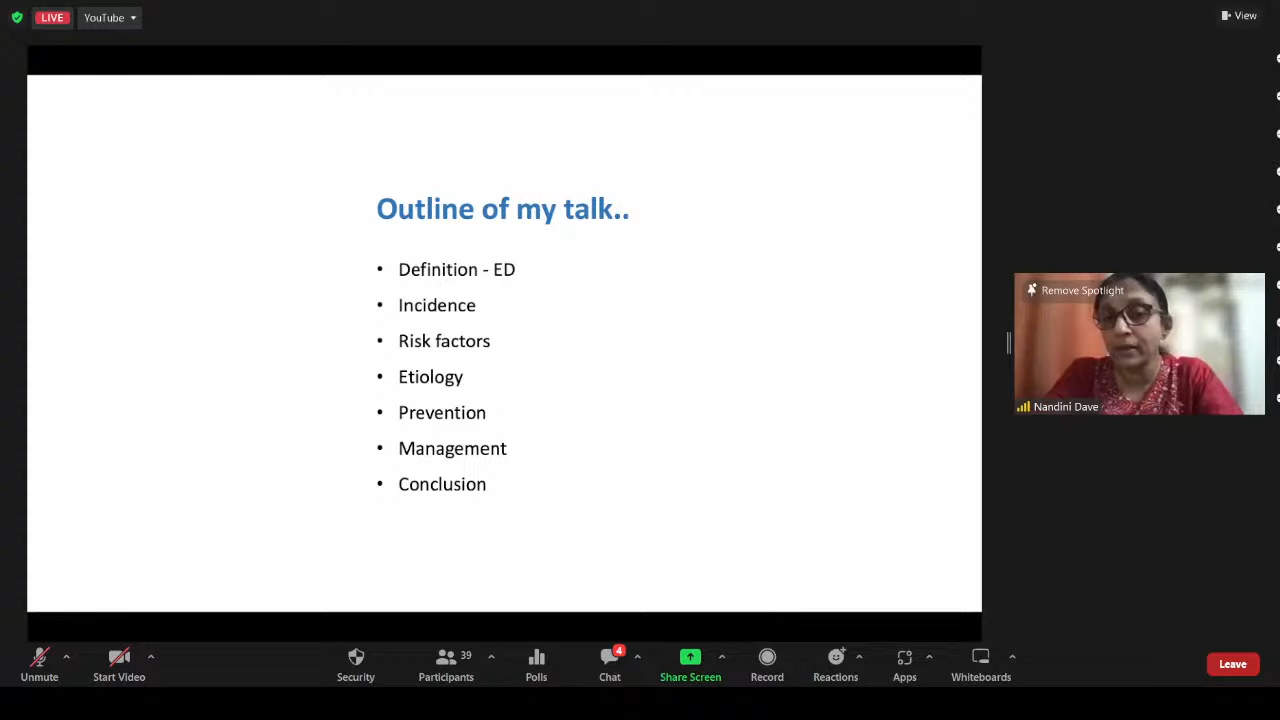 LIVE
YouTube
View
Outline of my talk..
• Definition - ED
• Incidence
• Risk factors
• Etiology
• Prevention
• Management
• Conclusion
Remove Spotlight
Nandini Dave
39
4
Unmute
Start Video
Security
Participants
Polls
Chat
Share Screen
Record
Reactions
Apps
Whiteboards
Leave